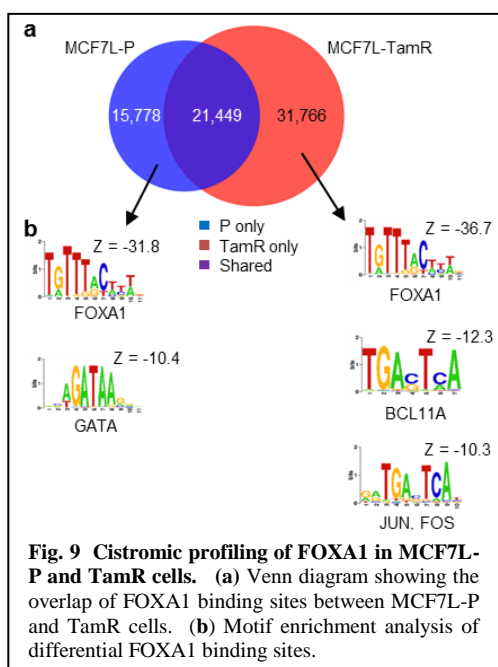 a
MCF7L-P
MCF7L-TamR
15,778
21,449
31,766
b
P only
TamR only
Shared
Z = -31.8
FOXA1
Z = -10.4
GATA
Z = -36.7
FOXA1
Z = -12.3
BCL11A
Z = -10.3
JUN, FOS
Fig. 9 Cistromic profiling of FOXA1 in MCF7L-
P and TamR cells. (a) Venn diagram showing the
overlap of FOXA1 binding sites between MCF7L-P
and TamR cells. (b) Motif enrichment analysis of
differential FOXA1 binding sites.